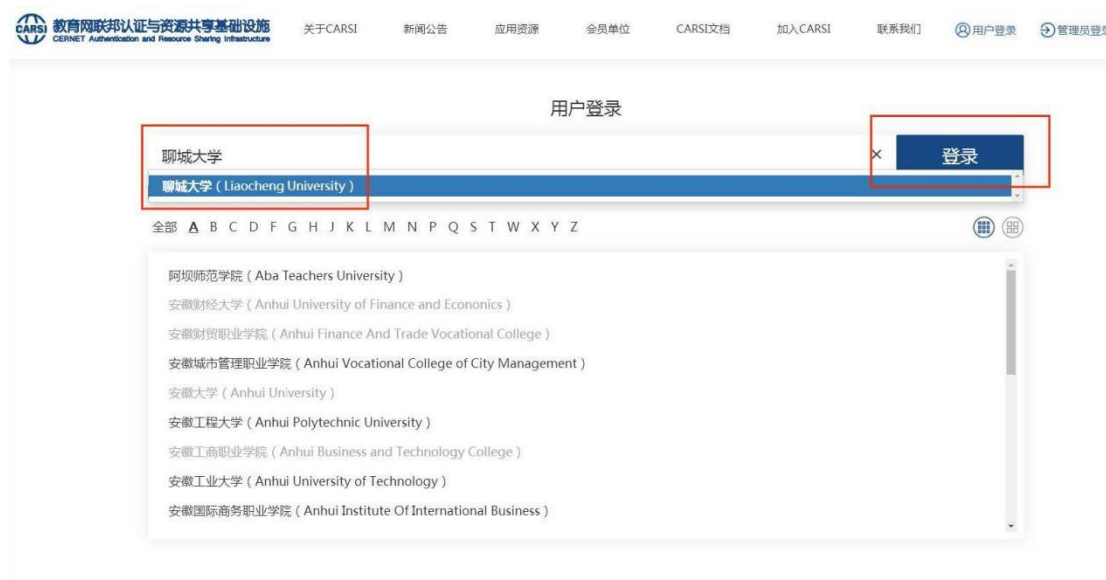 CARSI 教育网联邦认证与资源共享基础设施 关于CARSI 新闻公告 应用资源 会员单位 CARSI文档 加入CARSI 联系我们 用户登录 管理员登录
CERNET Authentication and Resource Sharing Infrastructure
用户登录
聊城大学 × 登录
聊城大学 ( Liaocheng University )
全部 A B C D F G H J K L M N P Q S T W X Y Z
阿坝师范学院 ( Aba Teachers University )
安徽财经大学 ( Anhui University of Finance and Econonics )
安徽财贸职业学院 ( Anhui Finance And Trade Vocational College )
安徽城市管理职业学院 ( Anhui Vocational College of City Management )
安徽大学 ( Anhui University )
安徽工程大学 ( Anhui Polytechnic University )
安徽工商职业学院 ( Anhui Business and Technology College )
安徽工业大学 ( Anhui University of Technology )
安徽国际商务职业学院 ( Anhui Institute Of International Business )